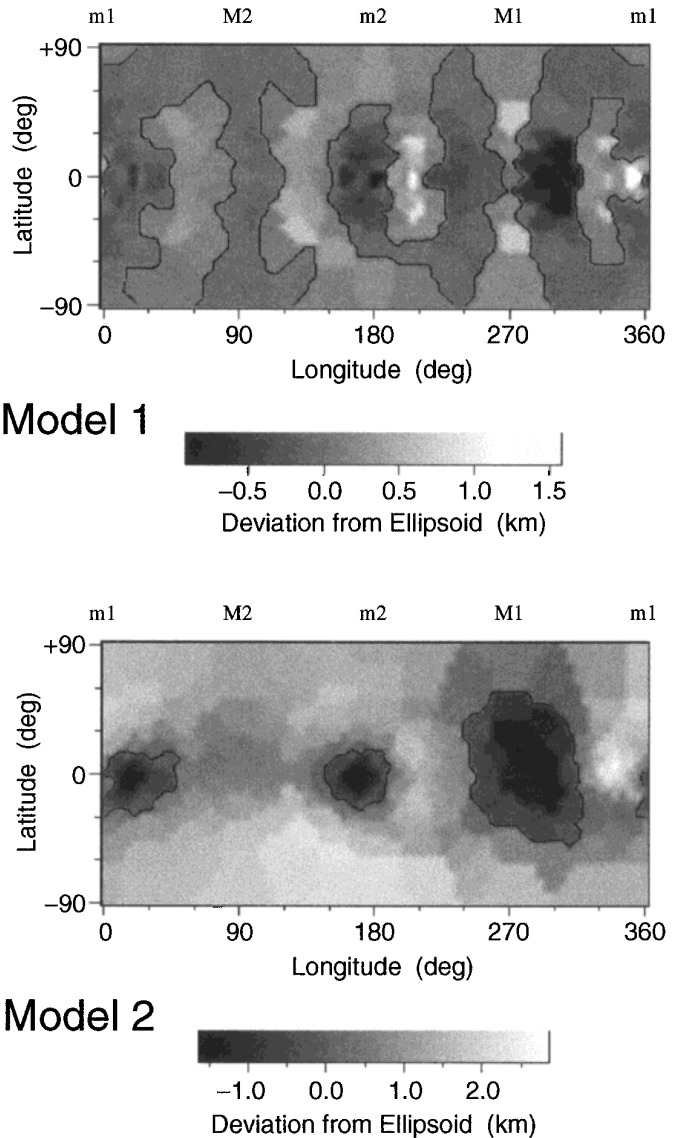 m1 M2 m2 M1 m1
+90
Latitude (deg)
0
−90
0 90 180 270 360
Longitude (deg)
Model 1
−0.5 0.0 0.5 1.0 1.5
Deviation from Ellipsoid (km)
m1 M2 m2 M1 m1
+90
Latitude (deg)
0
−90
0 90 180 270 360
Longitude (deg)
Model 2
−1.0 0.0 1.0 2.0
Deviation from Ellipsoid (km)